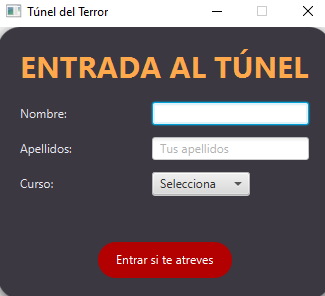 Túnel del Terror
ENTRADA AL TÚNEL
Nombre:
Apellidos: Tus apellidos
Curso: Selecciona
Entrar si te atreves